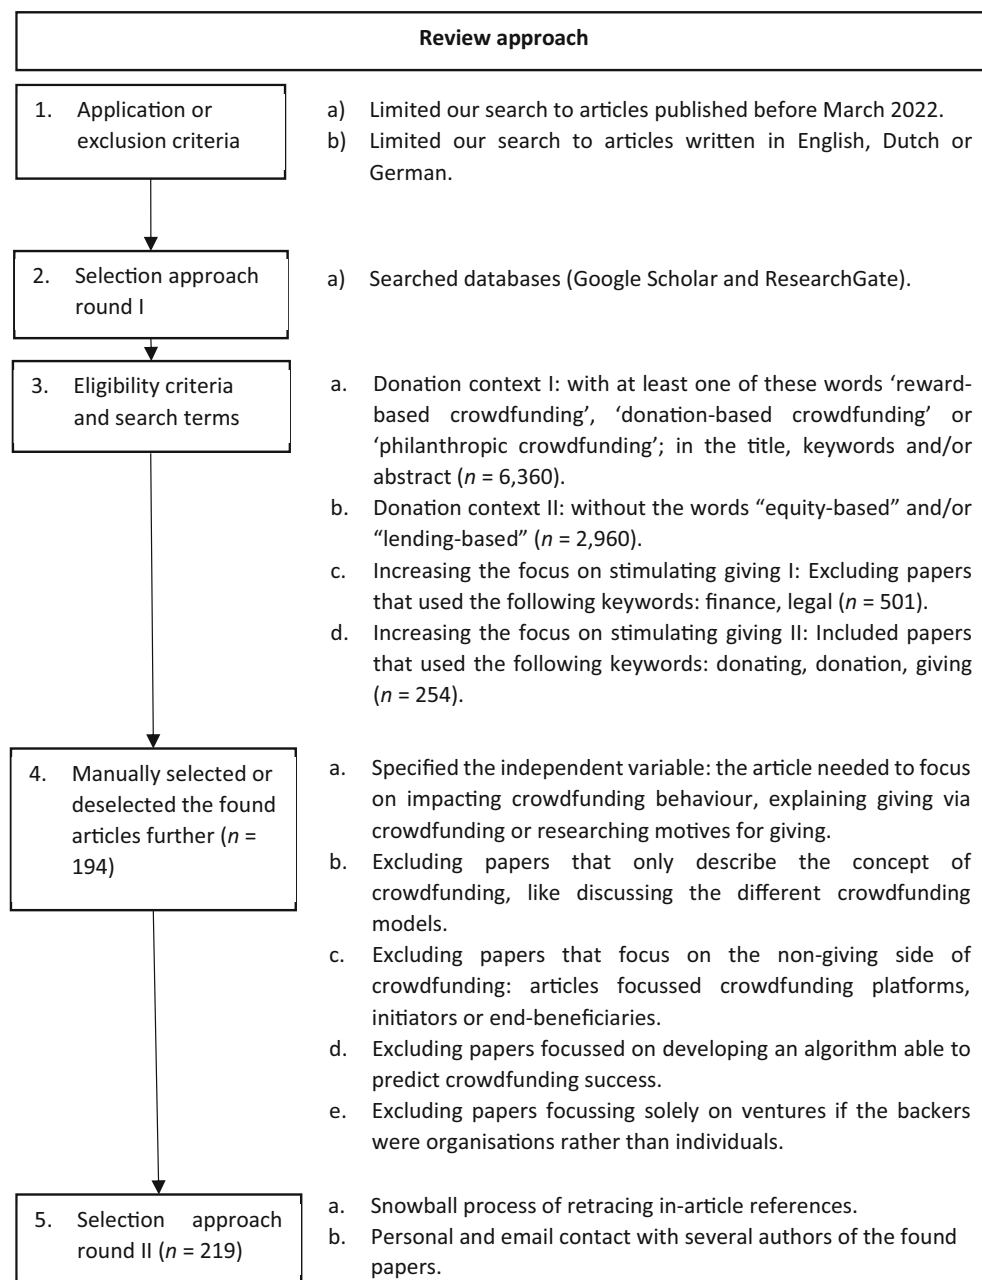 Review approach
1. Application or
exclusion criteria
a) Limited our search to articles published before March 2022.
b) Limited our search to articles written in English, Dutch or
German.
2. Selection approach
round I
a) Searched databases (Google Scholar and ResearchGate).
3. Eligibility criteria
and search terms
a. Donation context I: with at least one of these words ‘reward-
based crowdfunding’, ‘donation-based crowdfunding’ or
‘philanthropic crowdfunding’; in the title, keywords and/or
abstract (n = 6,360).
b. Donation context II: without the words “equity-based” and/or
“lending-based” (n = 2,960).
c. Increasing the focus on stimulating giving I: Excluding papers
that used the following keywords: finance, legal (n = 501).
d. Increasing the focus on stimulating giving II: Included papers
that used the following keywords: donating, donation, giving
(n = 254).
4. Manually selected or
deselected the found
articles further (n =
194)
a. Specified the independent variable: the article needed to focus
on impacting crowdfunding behaviour, explaining giving via
crowdfunding or researching motives for giving.
b. Excluding papers that only describe the concept of
crowdfunding, like discussing the different crowdfunding
models.
c. Excluding papers that focus on the non-giving side of
crowdfunding: articles focussed crowdfunding platforms,
initiators or end-beneficiaries.
d. Excluding papers focussed on developing an algorithm able to
predict crowdfunding success.
e. Excluding papers focussing solely on ventures if the backers
were organisations rather than individuals.
5. Selection approach
round II (n = 219)
a. Snowball process of retracing in-article references.
b. Personal and email contact with several authors of the found
papers.